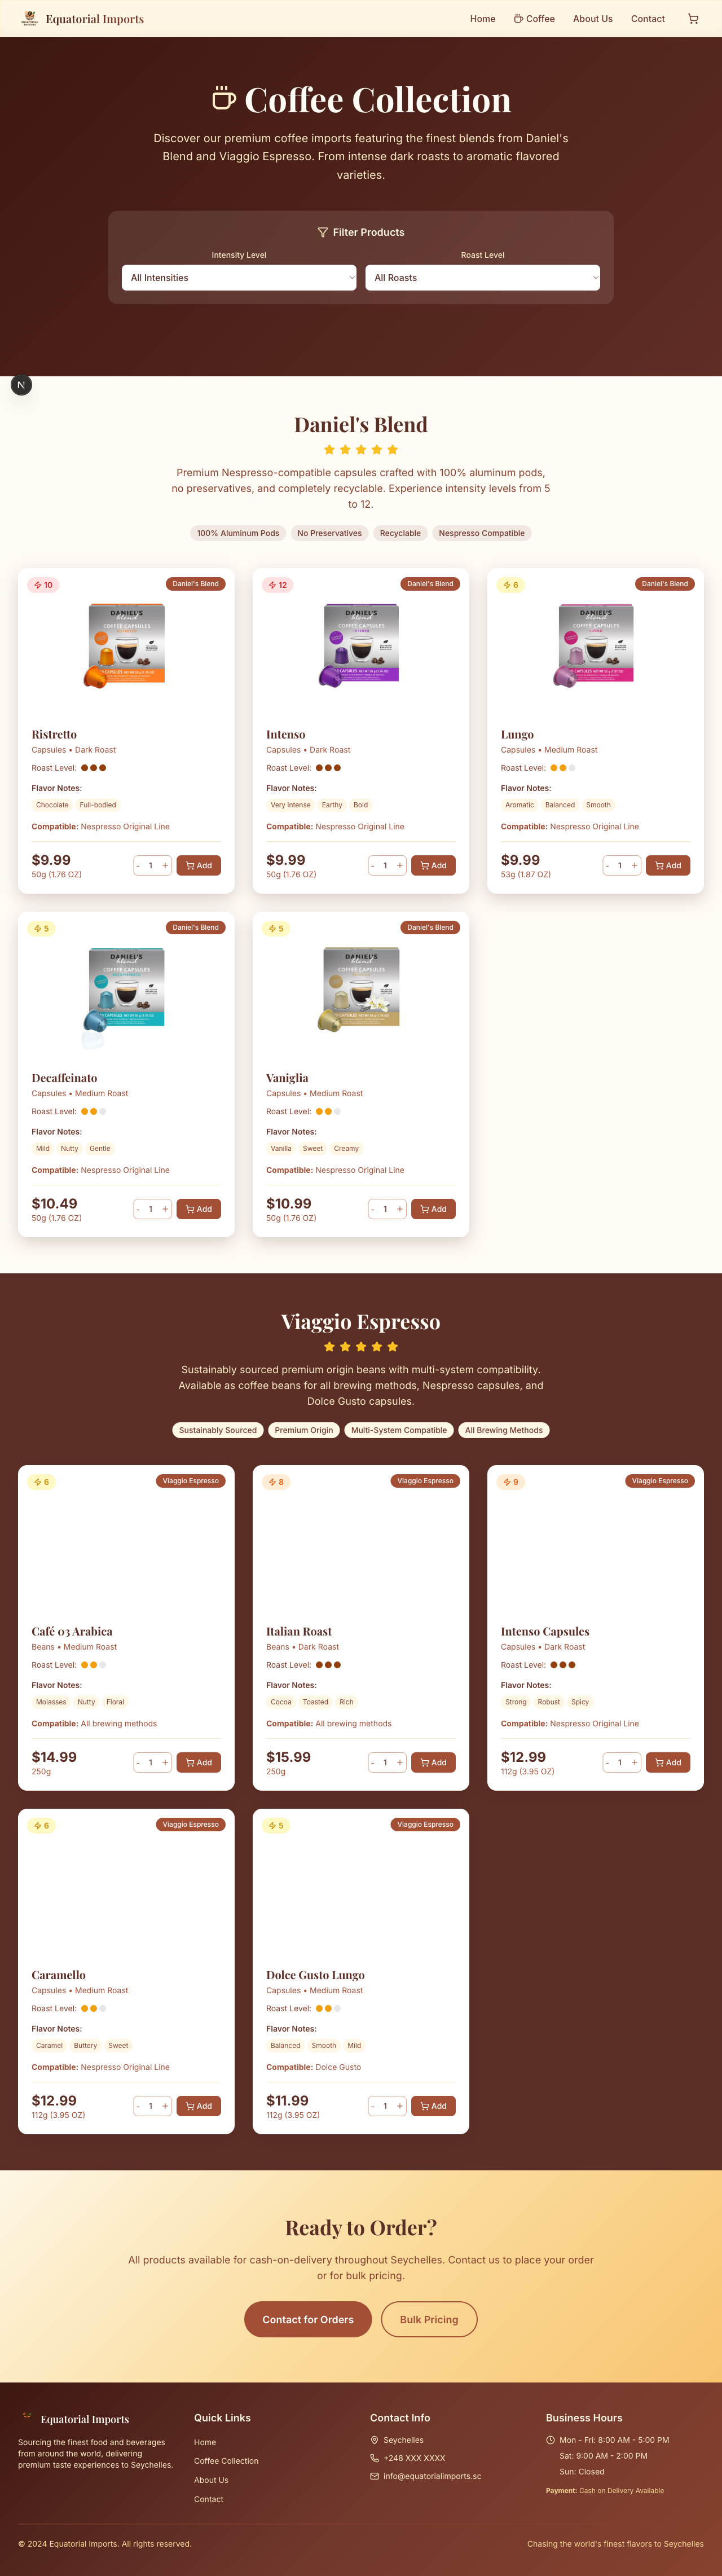 Equatorial Imports
Home
Coffee
About Us
Contact
Coffee Collection
Discover our premium coffee imports featuring the finest blends from Daniel's
Blend and Viaggio Espresso. From intense dark roasts to aromatic flavored
varieties.
Filter Products
Intensity Level
Roast Level
All Intensities
All Roasts
N
Daniel's Blend
Premium Nespresso-compatible capsules crafted with 100% aluminum pods,
no preservatives, and completely recyclable. Experience intensity levels from 5
to 12.
100% Aluminum Pods
No Preservatives
Recyclable
Nespresso Compatible
10
Daniel's Blend
DANIEL'S
blend
COFFEE CAPSULES
Ristretto
Capsules • Dark Roast
Roast Level:
Flavor Notes:
Chocolate
Full-bodied
Compatible: Nespresso Original Line
$9.99
50g (1.76 OZ)
- 1 +
Add
12
Daniel's Blend
DANIEL'S
blend
COFFEE CAPSULES
Intenso
Capsules • Dark Roast
Roast Level:
Flavor Notes:
Very intense
Earthy
Bold
Compatible: Nespresso Original Line
$9.99
50g (1.76 OZ)
- 1 +
Add
6
Daniel's Blend
DANIEL'S
blend
COFFEE CAPSULES
Lungo
Capsules • Medium Roast
Roast Level:
Flavor Notes:
Aromatic
Balanced
Smooth
Compatible: Nespresso Original Line
$9.99
53g (1.87 OZ)
- 1 +
Add
5
Daniel's Blend
DANIEL'S
blend
COFFEE CAPSULES
Decaffeinato
Capsules • Medium Roast
Roast Level:
Flavor Notes:
Mild
Nutty
Gentle
Compatible: Nespresso Original Line
$10.49
50g (1.76 OZ)
- 1 +
Add
5
Daniel's Blend
DANIEL'S
blend
COFFEE CAPSULES
Vaniglia
Capsules • Medium Roast
Roast Level:
Flavor Notes:
Vanilla
Sweet
Creamy
Compatible: Nespresso Original Line
$10.99
50g (1.76 OZ)
- 1 +
Add
Viaggio Espresso
Sustainably sourced premium origin beans with multi-system compatibility.
Available as coffee beans for all brewing methods, Nespresso capsules, and
Dolce Gusto capsules.
Sustainably Sourced
Premium Origin
Multi-System Compatible
All Brewing Methods
6
Viaggio Espresso
Café 03 Arabica
Beans • Medium Roast
Roast Level:
Flavor Notes:
Molasses
Nutty
Floral
Compatible: All brewing methods
$14.99
250g
- 1 +
Add
8
Viaggio Espresso
Italian Roast
Beans • Dark Roast
Roast Level:
Flavor Notes:
Cocoa
Toasted
Rich
Compatible: All brewing methods
$15.99
250g
- 1 +
Add
9
Viaggio Espresso
Intenso Capsules
Capsules • Dark Roast
Roast Level:
Flavor Notes:
Strong
Robust
Spicy
Compatible: Nespresso Original Line
$12.99
112g (3.95 OZ)
- 1 +
Add
6
Viaggio Espresso
Caramello
Capsules • Medium Roast
Roast Level:
Flavor Notes:
Caramel
Buttery
Sweet
Compatible: Nespresso Original Line
$12.99
112g (3.95 OZ)
- 1 +
Add
5
Viaggio Espresso
Dolce Gusto Lungo
Capsules • Medium Roast
Roast Level:
Flavor Notes:
Balanced
Smooth
Mild
Compatible: Dolce Gusto
$11.99
112g (3.95 OZ)
- 1 +
Add
Ready to Order?
All products available for cash-on-delivery throughout Seychelles. Contact us to place your order
or for bulk pricing.
Contact for Orders
Bulk Pricing
Equatorial Imports
Sourcing the finest food and beverages
from around the world, delivering
premium taste experiences to Seychelles.
Quick Links
Home
Coffee Collection
About Us
Contact
Contact Info
Seychelles
+248 XXX XXXX
info@equatorialimports.sc
Business Hours
Mon - Fri: 8:00 AM - 5:00 PM
Sat: 9:00 AM - 2:00 PM
Sun: Closed
Payment: Cash on Delivery Available
© 2024 Equatorial Imports. All rights reserved.
Chasing the world's finest flavors to Seychelles